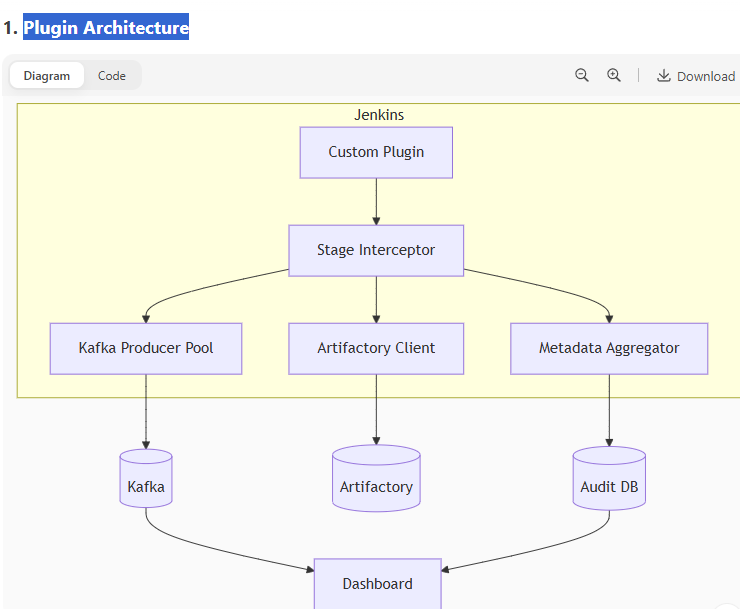 1. Plugin Architecture
Diagram Code Download
Jenkins
Custom Plugin
Stage Interceptor
Kafka Producer Pool Artifactory Client Metadata Aggregator
Kafka Artifactory Audit DB
Dashboard